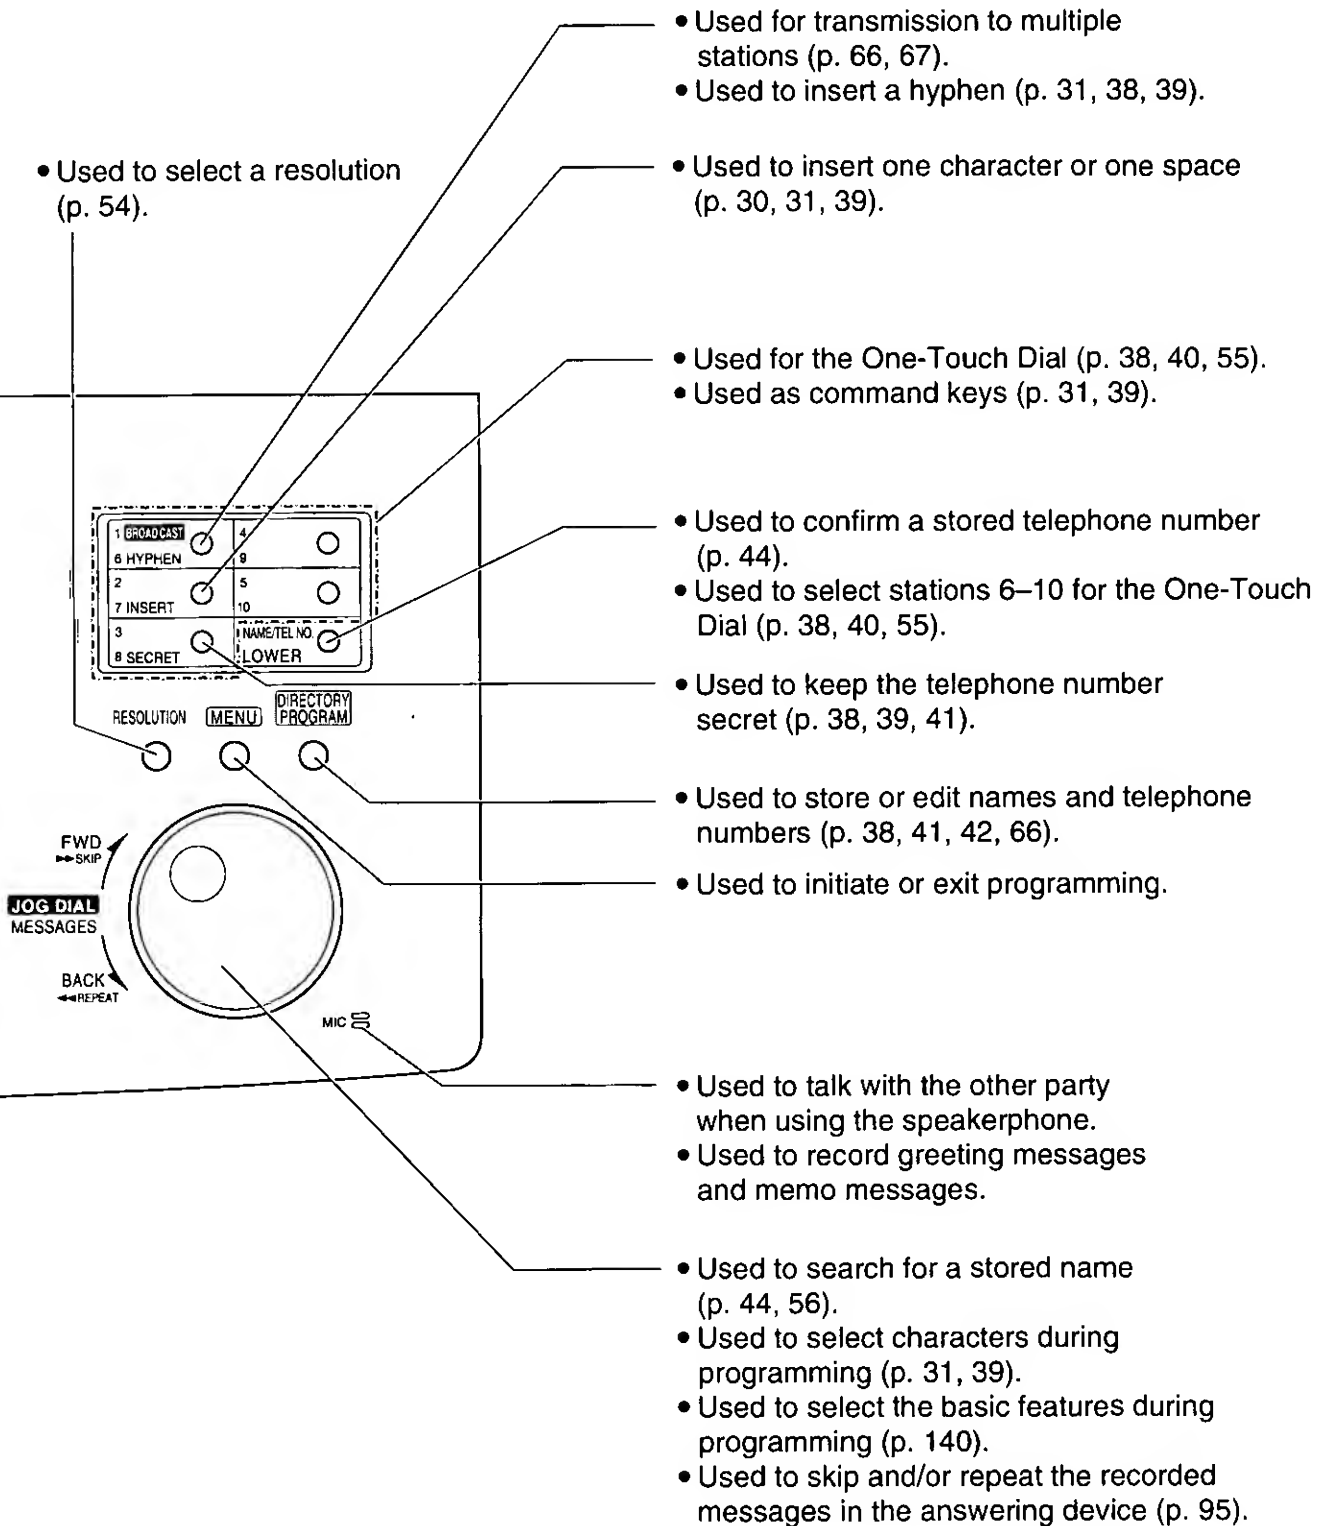 • Used for transmission to multiple
stations (p. 66, 67).
• Used to insert a hyphen (p. 31, 38, 39).
• Used to select a resolution
(p. 54).
• Used to insert one character or one space
(p. 30, 31, 39).
• Used for the One-Touch Dial (p. 38, 40, 55).
• Used as command keys (p. 31, 39).
1 BROADCAST
6 HYPHEN
4
9
2
7 INSERT
5
10
3
8 SECRET
NAME/TEL NO.
LOWER
• Used to confirm a stored telephone number
(p. 44).
• Used to select stations 6–10 for the One-Touch
Dial (p. 38, 40, 55).
• Used to keep the telephone number
secret (p. 38, 39, 41).
RESOLUTION
MENU
DIRECTORY
PROGRAM
• Used to store or edit names and telephone
numbers (p. 38, 41, 42, 66).
• Used to initiate or exit programming.
FWD
▶▶SKIP
JOG DIAL
MESSAGES
BACK
◀◀REPEAT
MIC
• Used to talk with the other party
when using the speakerphone.
• Used to record greeting messages
and memo messages.
• Used to search for a stored name
(p. 44, 56).
• Used to select characters during
programming (p. 31, 39).
• Used to select the basic features during
programming (p. 140).
• Used to skip and/or repeat the recorded
messages in the answering device (p. 95).